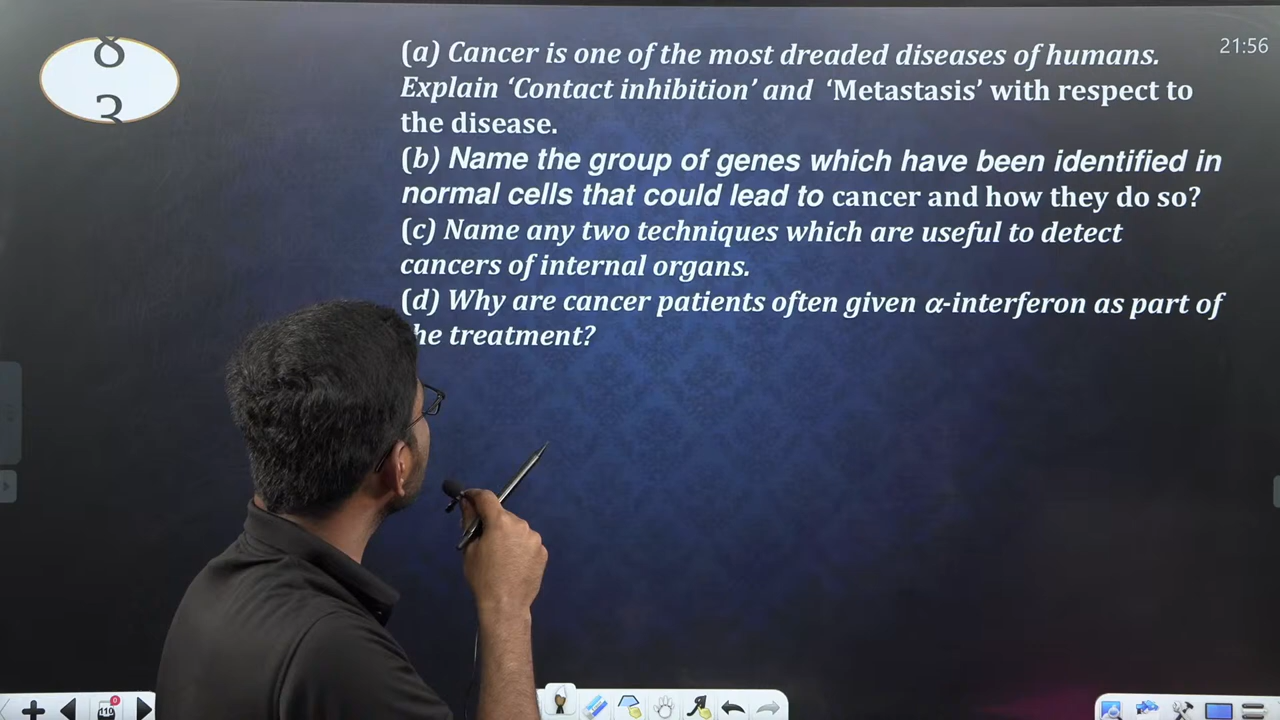 8
3
21:56
(a) Cancer is one of the most dreaded diseases of humans.
Explain ‘Contact inhibition’ and ‘Metastasis’ with respect to
the disease.
(b) Name the group of genes which have been identified in
normal cells that could lead to cancer and how they do so?
(c) Name any two techniques which are useful to detect
cancers of internal organs.
(d) Why are cancer patients often given α-interferon as part of
he treatment?
110
0